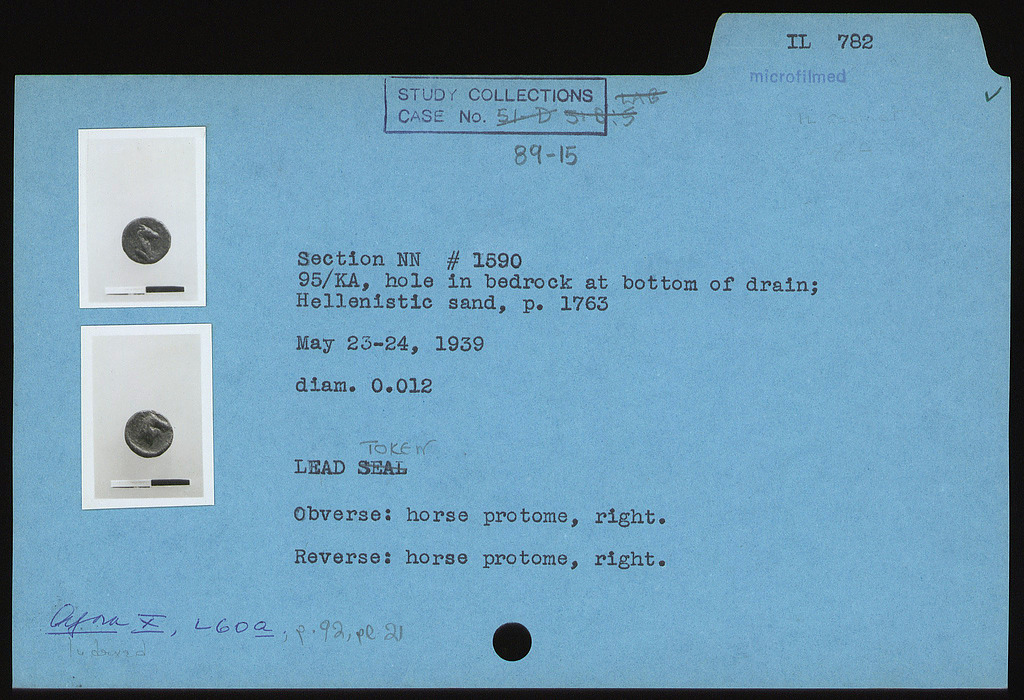 IL 782
microfilmed
✓
STUDY COLLECTIONS LAB
CASE No. 51-D
89-15
Section NN # 1590
95/KA, hole in bedrock at bottom of drain;
Hellenistic sand, p. 1763
May 23-24, 1939
diam. 0.012
TOKEN
LEAD SEAL
Obverse: horse protome, right.
Reverse: horse protome, right.
Agora X, L60a, p. 92, pl 21